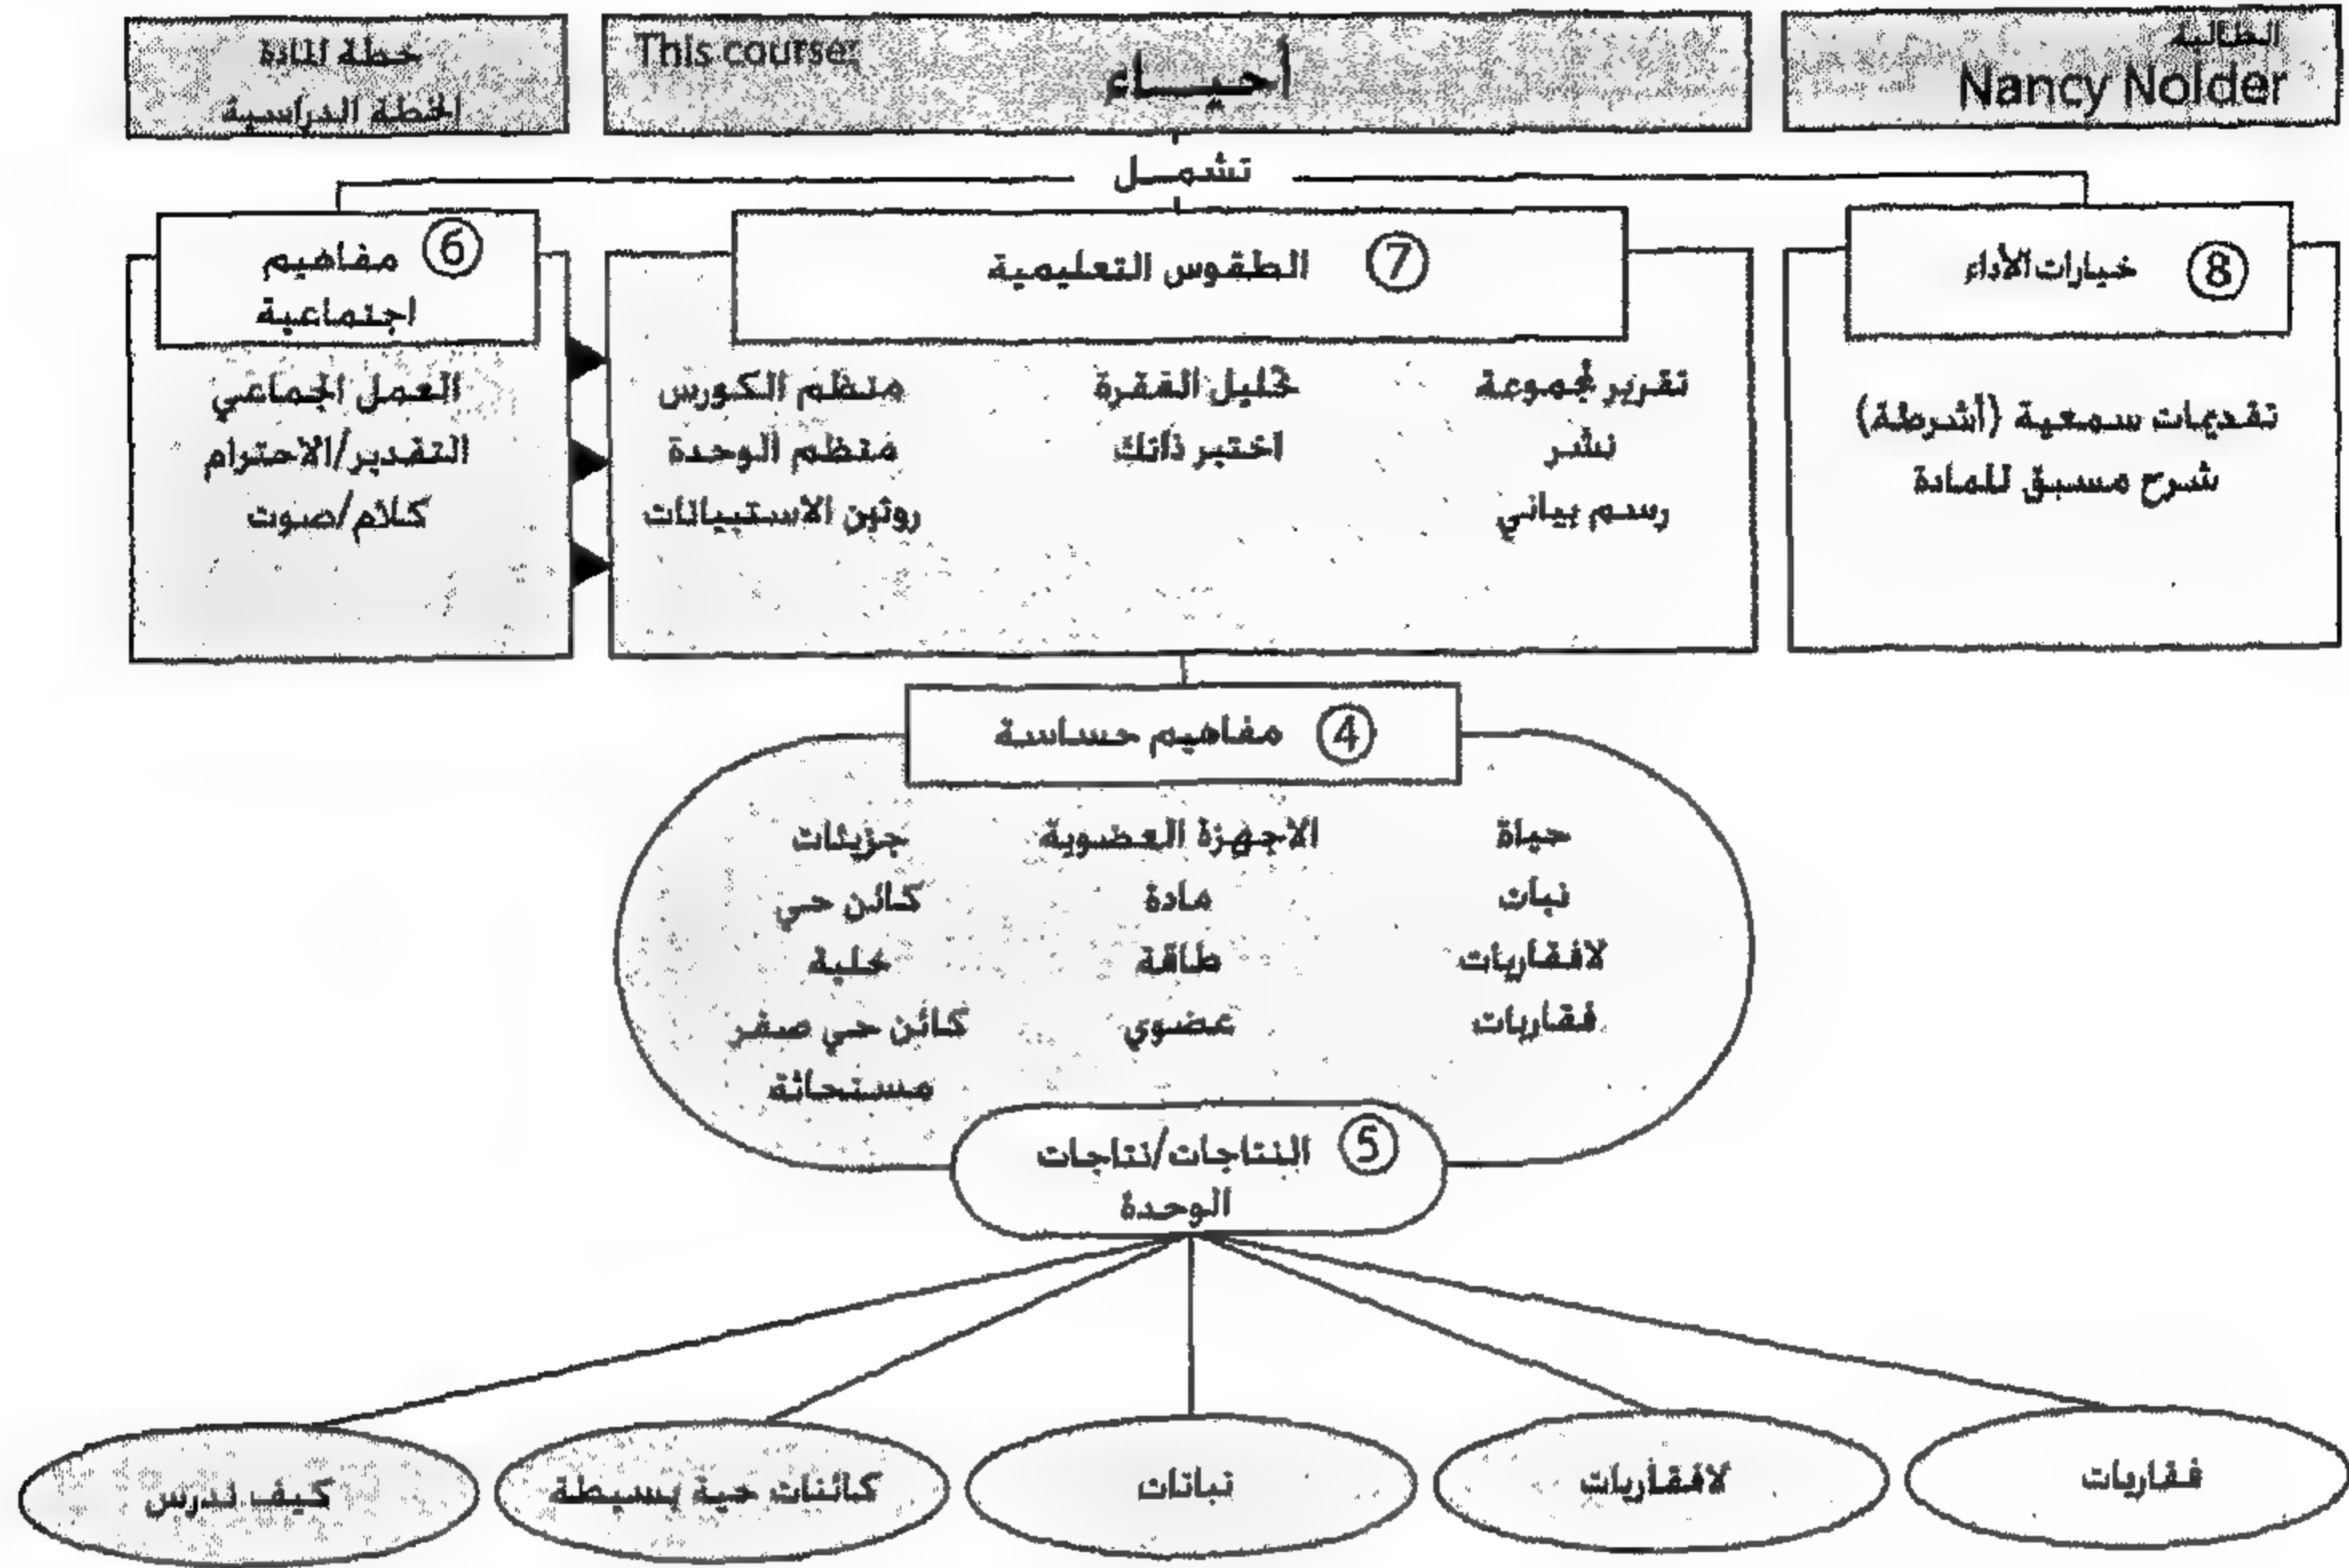 الطالبة
Nancy Nolder
This course:
أحيـــاء
خطة المادة
الخطة الدراسية
تشمــل
⑧ خيارات الأداء
تقديمات سمعية (أشرطة)
شرح مسبق للمادة
⑦ الطقوس التعليمية
تقرير مجموعة
نشر
رسم بياني
تحليل الفقرة
اختبر ذاتك
منظم الكورس
منظم الوحدة
روتين الاستبيانات
⑥ مفاهيم
اجتماعية
العمل الجماعي
التقدير/الاحترام
كلام/صوت
④ مفاهيم حساسة
حياة
نبات
لافقاريات
فقاريات
الاجهزة العضوية
مادة
طاقة
عضوي
جزيئات
كائن حي
خلية
كائن حي صغر
مستحاثة
⑤ النتاجات/نتاجات
الوحدة
فقاريات
لافقاريات
نباتات
كائنات حية بسيطة
كيف ندرس